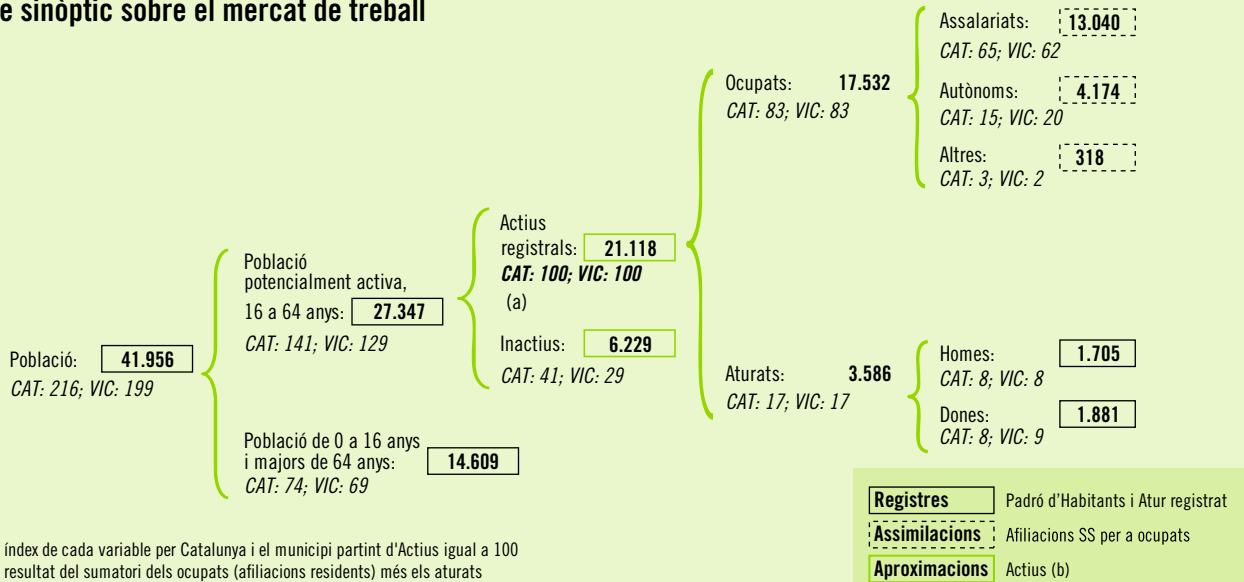 e sinòptic sobre el mercat de treball
Població: 41.956
CAT: 216; VIC: 199
Població
potencialment activa,
16 a 64 anys: 27.347
CAT: 141; VIC: 129
Població de 0 a 16 anys
i majors de 64 anys: 14.609
CAT: 74; VIC: 69
Actius
registrals: 21.118
CAT: 100; VIC: 100
(a)
Inactius: 6.229
CAT: 41; VIC: 29
Ocupats: 17.532
CAT: 83; VIC: 83
Aturats: 3.586
CAT: 17; VIC: 17
Assalariats: 13.040
CAT: 65; VIC: 62
Autònoms: 4.174
CAT: 15; VIC: 20
Altres: 318
CAT: 3; VIC: 2
Homes: 1.705
CAT: 8; VIC: 8
Dones: 1.881
CAT: 8; VIC: 9
Registres Padró d'Habitants i Atur registrat
Assimilacions Afiliacions SS per a ocupats
Aproximacions Actius (b)
índex de cada variable per Catalunya i el municipi partint d'Actius igual a 100
resultat del sumatori dels ocupats (afiliacions residents) més els aturats